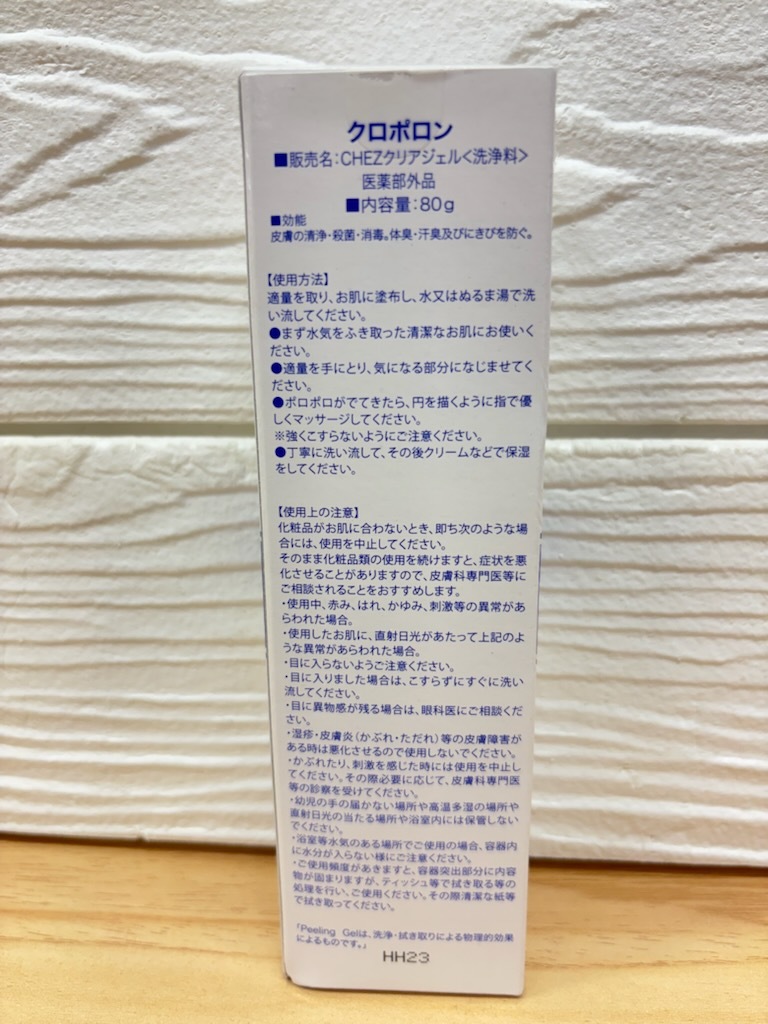 クロポロン
■販売名:CHEZクリアジェル<洗浄料>
医薬部外品
■内容量:80g
■効能
皮膚の清浄・殺菌・消毒。体臭・汗臭及びにきびを防ぐ。
【使用方法】
適量を取り、お肌に塗布し、水又はぬるま湯で洗
い流してください。
●まず水気をふき取った清潔なお肌にお使いく
ださい。
●適量を手にとり、気になる部分になじませてく
ださい。
●ポロポロがでてきたら、円を描くように指で優
しくマッサージしてください。
※強くこすらないようにご注意ください。
●丁寧に洗い流して、その後クリームなどで保湿
をしてください。
【使用上の注意】
化粧品がお肌に合わないとき、即ち次のような場
合には、使用を中止してください。
そのまま化粧品類の使用を続けますと、症状を悪
化させることがありますので、皮膚科専門医等に
ご相談されることをおすすめします。
・使用中、赤み、はれ、かゆみ、刺激等の異常があ
らわれた場合。
・使用したお肌に、直射日光があたって上記のよ
うな異常があらわれた場合。
・目に入らないようご注意ください。
・目に入りました場合は、こすらずにすぐに洗い
流してください。
・目に異物感が残る場合は、眼科医にご相談くだ
さい。
・湿疹・皮膚炎(かぶれ・ただれ)等の皮膚障害が
ある時は悪化させるので使用しないでください。
・かぶれたり、刺激を感じた時には使用を中止し
てください。その際必要に応じて、皮膚科専門医
等の診察を受けてください。
・幼児の手の届かない場所や高温多湿の場所や
直射日光の当たる場所や浴室内には保管しない
でください。
・浴室等水気のある場所でご使用の場合、容器内
に水分が入らない様にご注意ください。
・ご使用頻度があきますと、容器突出部分に内容
物が固まりますが、ティッシュ等で拭き取る等の
処理を行い、ご使用ください。その際清潔な紙等
で拭き取ってください。
「Peeling Gelは、洗浄・拭き取りによる物理的効果
によるものです。」
HH23